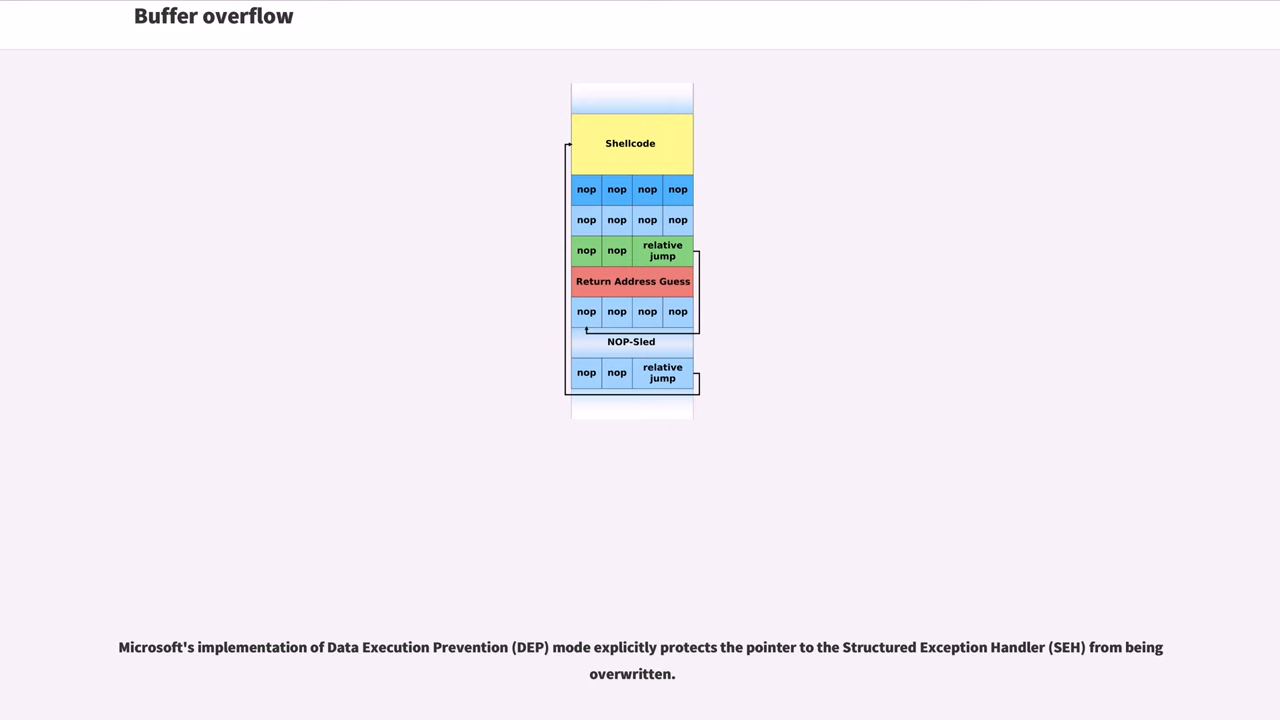 Buffer overflow
Shellcode
nop nop nop nop
nop nop nop nop
nop nop relative
jump
Return Address Guess
nop nop nop nop
NOP-Sled
nop nop relative
jump
Microsoft's implementation of Data Execution Prevention (DEP) mode explicitly protects the pointer to the Structured Exception Handler (SEH) from being
overwritten.